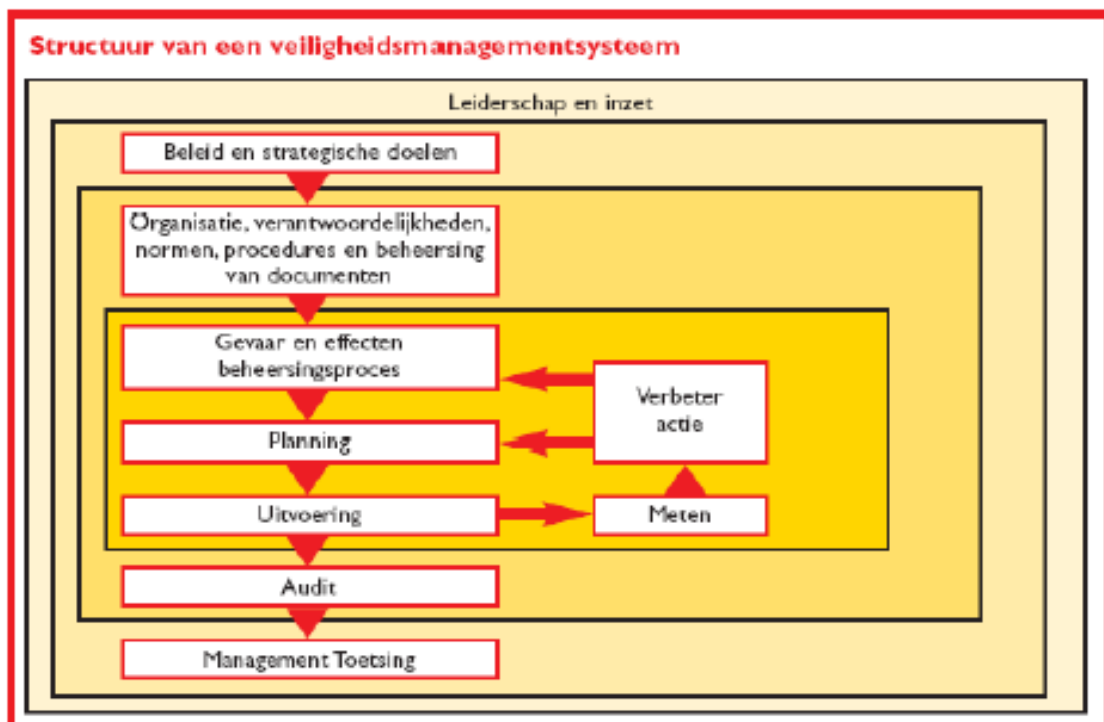 Structuur van een veiligheidsmanagementsysteem
Leiderschap en inzet
Beleid en strategische doelen
Organisatie, verantwoordelijkheden,
normen, procedures en beheersing
van documenten
Gevaar en effecten
beheersingsproces
Verbeter
actie
Planning
Uitvoering
Meten
Audit
Management Toetsing